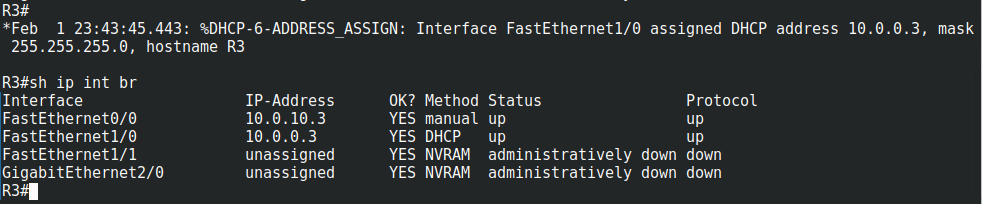 R3#
*Feb  1 23:43:45.443: %DHCP-6-ADDRESS_ASSIGN: Interface FastEthernet1/0 assigned DHCP address 10.0.0.3, mask
 255.255.255.0, hostname R3

R3#sh ip int br
Interface              IP-Address      OK? Method Status                Protocol
FastEthernet0/0        10.0.10.3       YES manual up                    up
FastEthernet1/0        10.0.0.3        YES DHCP   up                    up
FastEthernet1/1        unassigned      YES NVRAM  administratively down down
GigabitEthernet2/0     unassigned      YES NVRAM  administratively down down
R3#